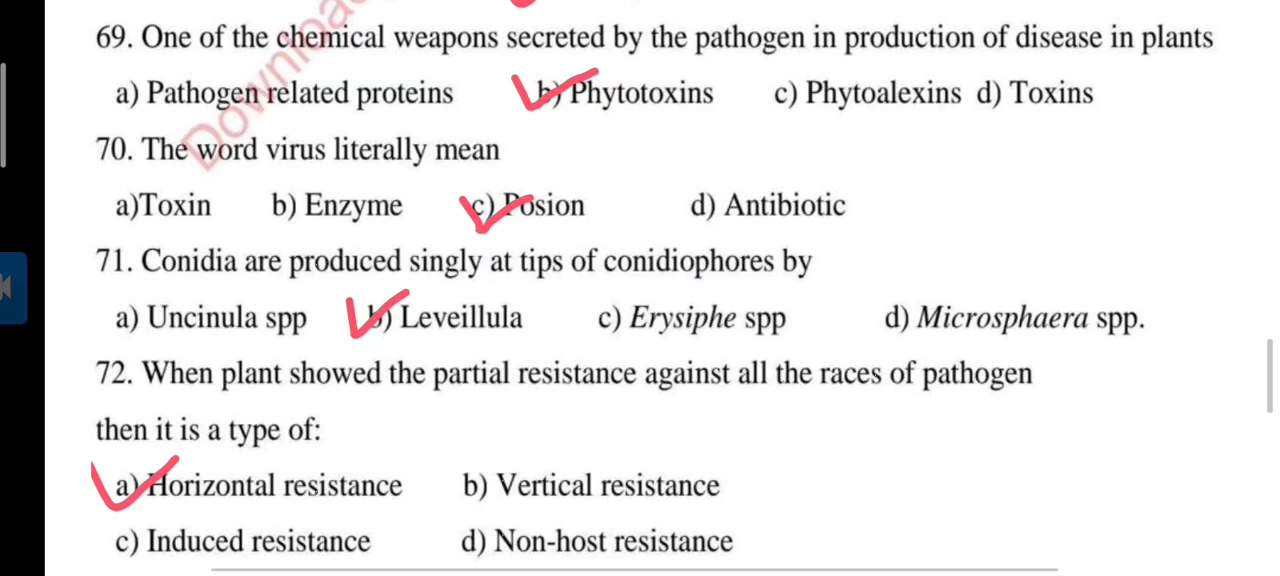 69. One of the chemical weapons secreted by the pathogen in production of disease in plants
a) Pathogen related proteins b) Phytotoxins c) Phytoalexins d) Toxins
70. The word virus literally mean
a)Toxin b) Enzyme c) Posion d) Antibiotic
71. Conidia are produced singly at tips of conidiophores by
a) Uncinula spp b) Leveillula c) Erysiphe spp d) Microsphaera spp.
72. When plant showed the partial resistance against all the races of pathogen
then it is a type of:
a) Horizontal resistance b) Vertical resistance
c) Induced resistance d) Non-host resistance